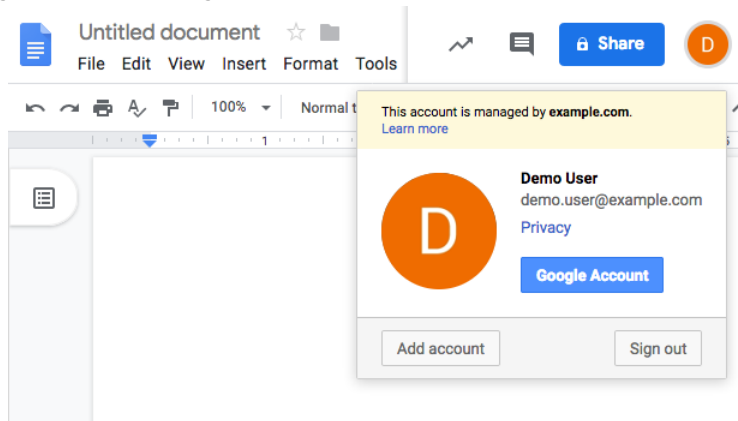 Untitled document
Share
D
File Edit View Insert Format Tools
100%
Normal t
1
This account is managed by example.com.
Learn more
D
Demo User
demo.user@example.com
Privacy
Google Account
Add account
Sign out